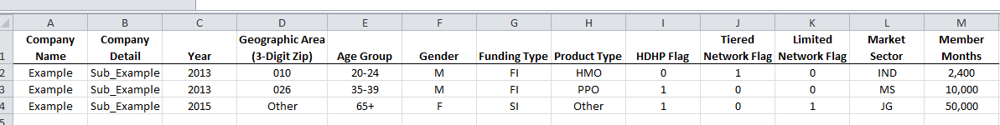 A B C D E F G H I J K L M
Company Company Geographic Area Tiered Limited Market Member
1 Name Detail Year (3-Digit Zip) Age Group Gender Funding Type Product Type HDHP Flag Network Flag Network Flag Sector Months
2 Example Sub_Example 2013 010 20-24 M FI HMO 0 1 0 IND 2,400
3 Example Sub_Example 2013 026 35-39 M FI PPO 1 0 0 MS 10,000
4 Example Sub_Example 2015 Other 65+ F SI Other 1 0 1 JG 50,000
5